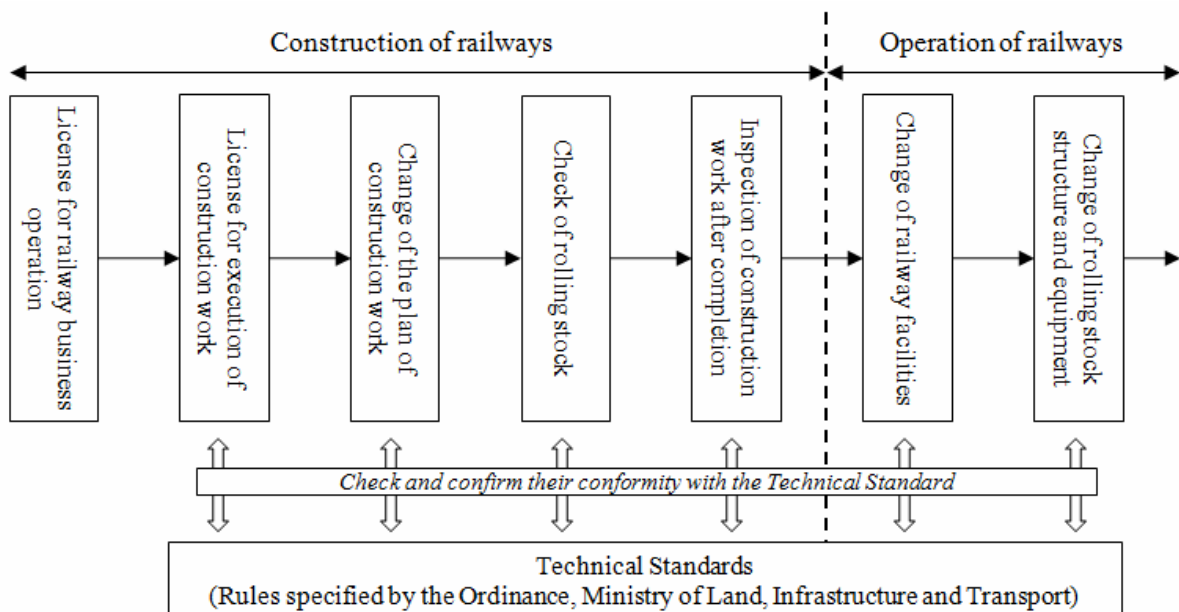 Construction of railways
Operation of railways
License for railway business
operation
License for execution of
construction work
Change of the plan of
construction work
Check of rolling stock
Inspection of construction
work after completion
Change of railway facilities
Change of rolling stock
structure and equipment
Check and confirm their conformity with the Technical Standard
Technical Standards
(Rules specified by the Ordinance, Ministry of Land, Infrastructure and Transport)